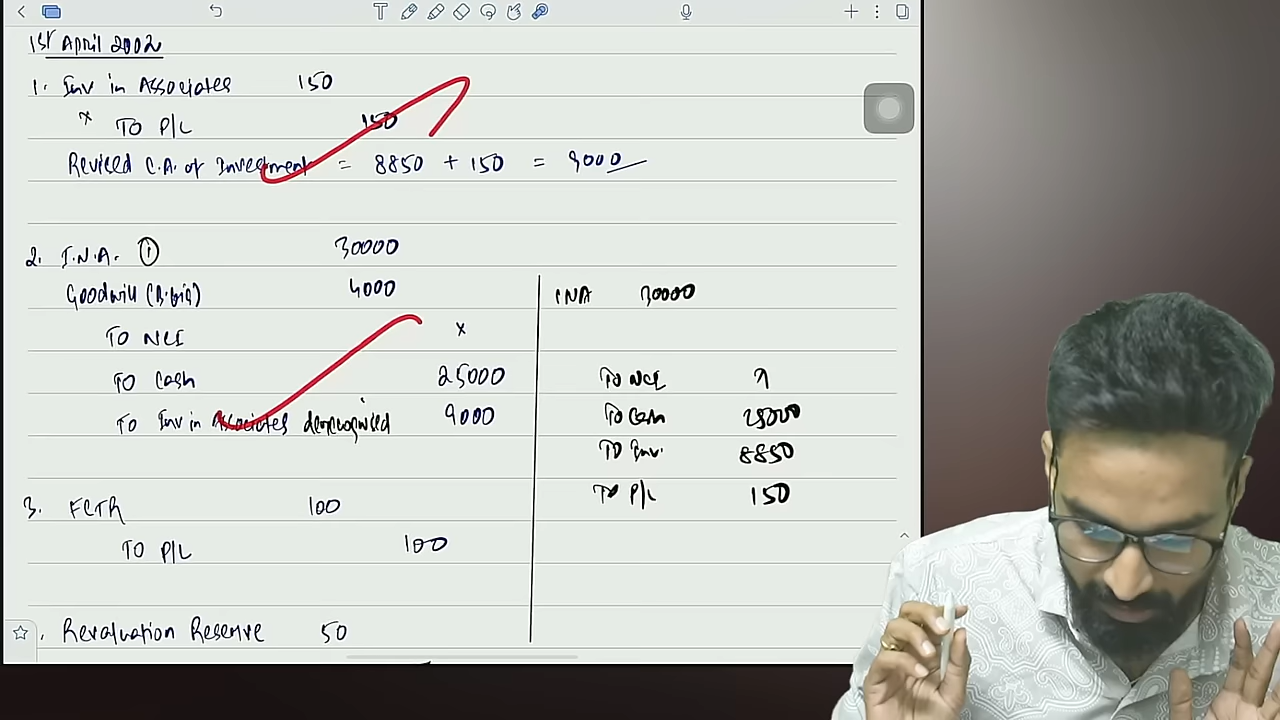 1st April 2002
1. Inv in Associates 150
x To P/L 150
Revised C.A. of Investment = 8850 + 150 = 9000
2. I.N.A. ① 30000
Goodwill (B.fig) 4000
To NCI x
To Cash 25000
To Inv in Associates derecognised 9000
3. FCTR 100
To P/L 100
. Revaluation Reserve 50
INA 30000
To NCI
To Cash 25000
To Inv. 8850
To P/L 150